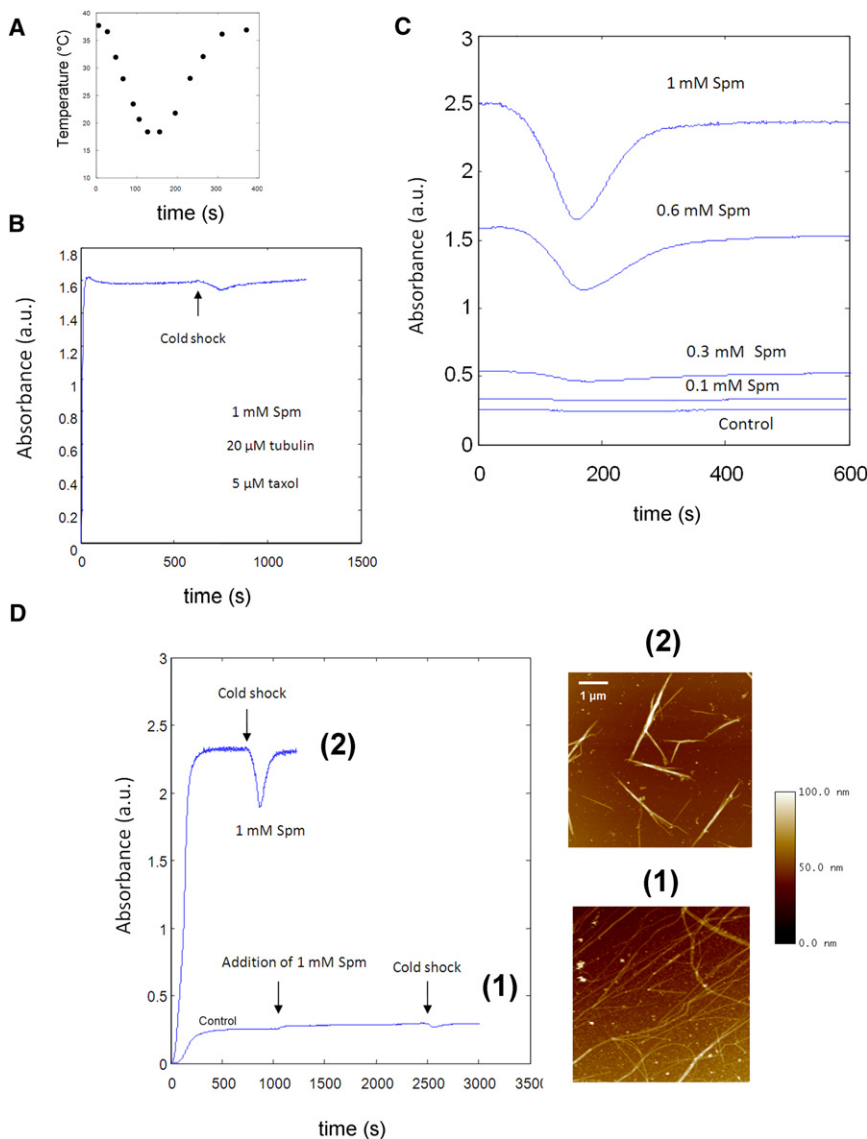 A
Temperature (°C)
40
35
30
25
20
15
10
0 100 200 300 400
time (s)
B
Absorbance (a.u.)
1.8
1.6
1.4
1.2
1
0.8
0.6
0.4
0.2
0
Cold shock
1 mM Spm
20 µM tubulin
5 µM taxol
0 500 1000 1500
time (s)
C
Absorbance (a.u.)
3
2.5
2
1.5
1
0.5
0
1 mM Spm
0.6 mM Spm
0.3 mM Spm
0.1 mM Spm
Control
0 200 400 600
time (s)
D
Absorbance (a.u.)
3
2.5
2
1.5
1
0.5
0
Cold shock
(2)
1 mM Spm
Addition of 1 mM Spm
Cold shock
(1)
Control
0 500 1000 1500 2000 2500 3000 350
time (s)
(2)
1 µm
(1)
100.0 nm
50.0 nm
0.0 nm